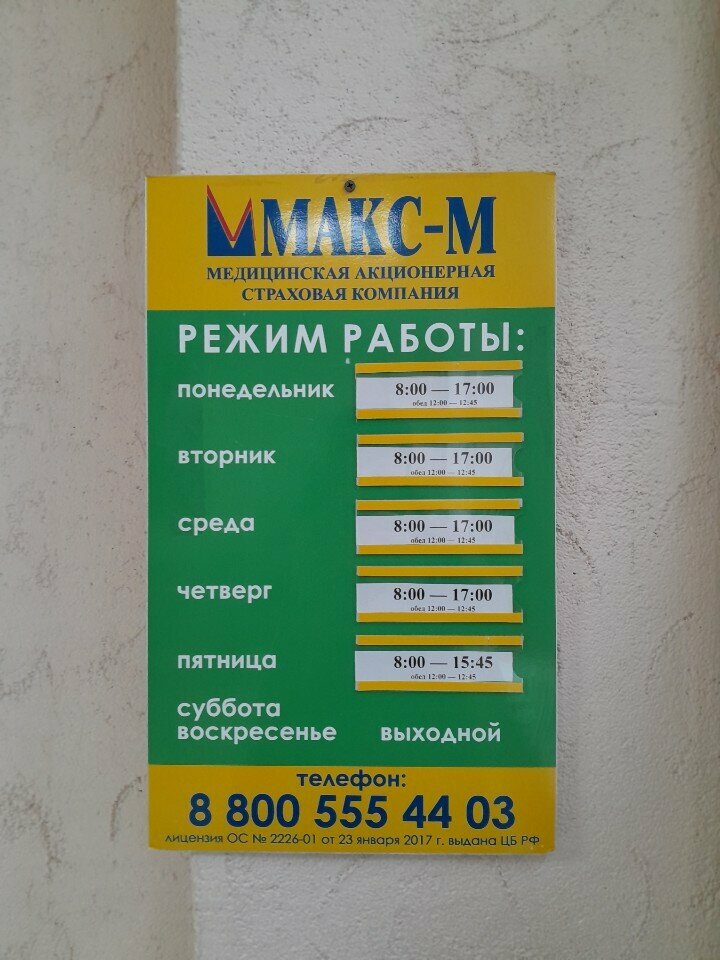 МАКС-М
МЕДИЦИНСКАЯ АКЦИОНЕРНАЯ
СТРАХОВАЯ КОМПАНИЯ
РЕЖИМ РАБОТЫ:
понедельник 8:00 — 17:00
обед 12:00 — 12:45
вторник 8:00 — 17:00
обед 12:00 — 12:45
среда 8:00 — 17:00
обед 12:00 — 12:45
четверг 8:00 — 17:00
обед 12:00 — 12:45
пятница 8:00 — 15:45
обед 12:00 — 12:45
суббота
воскресенье выходной
телефон:
8 800 555 44 03
лицензия ОС № 2226-01 от 23 января 2017 г. выдана ЦБ РФ